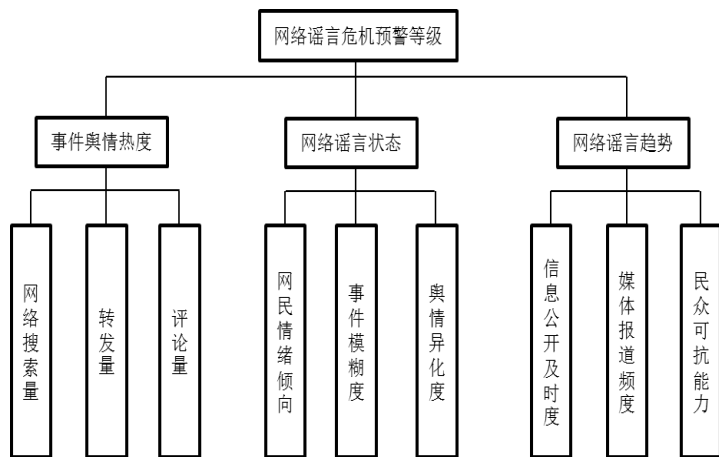 网络谣言危机预警等级
事件舆情热度
网络谣言状态
网络谣言趋势
网络搜索量
转发量
评论量
网民情绪倾向
事件模糊度
舆情异化度
信息公开及时度
媒体报道频度
民众可抗能力